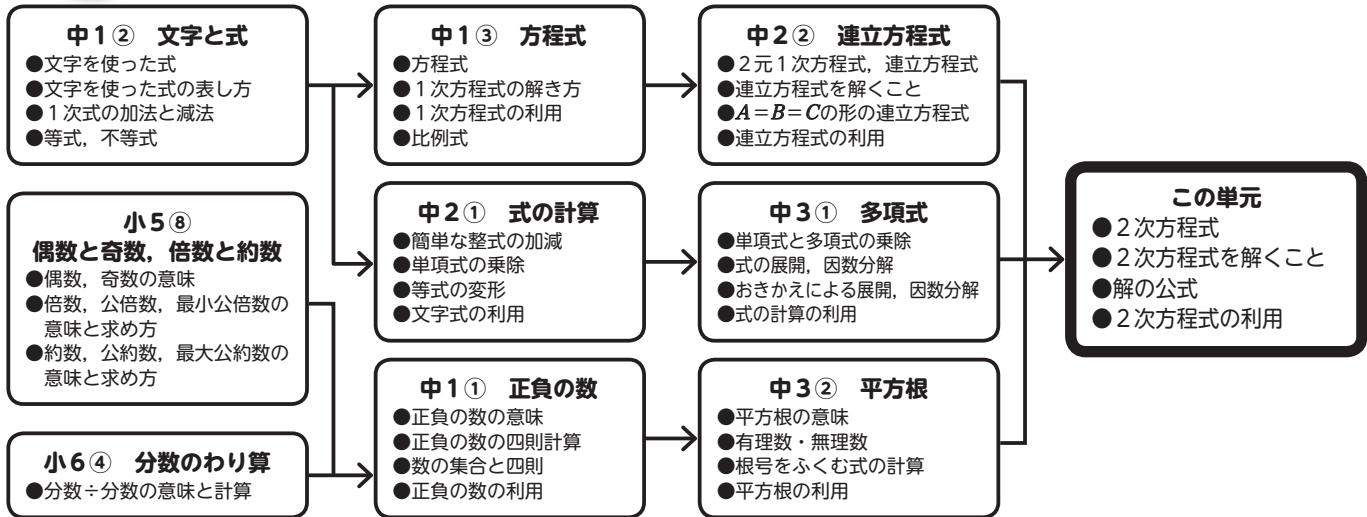 中1② 文字と式
●文字を使った式
●文字を使った式の表し方
●1次式の加法と減法
●等式，不等式
小5⑧
偶数と奇数，倍数と約数
●偶数，奇数の意味
●倍数，公倍数，最小公倍数の
意味と求め方
●約数，公約数，最大公約数の
意味と求め方
小6④ 分数のわり算
●分数÷分数の意味と計算
中1③ 方程式
●方程式
●1次方程式の解き方
●1次方程式の利用
●比例式
中2① 式の計算
●簡単な整式の加減
●単項式の乗除
●等式の変形
●文字式の利用
中1① 正負の数
●正負の数の意味
●正負の数の四則計算
●数の集合と四則
●正負の数の利用
中2② 連立方程式
●2元1次方程式，連立方程式
●連立方程式を解くこと
●A＝B＝Cの形の連立方程式
●連立方程式の利用
中3① 多項式
●単項式と多項式の乗除
●式の展開，因数分解
●おきかえによる展開，因数分解
●式の計算の利用
中3② 平方根
●平方根の意味
●有理数・無理数
●根号をふくむ式の計算
●平方根の利用
この単元
●2次方程式
●2次方程式を解くこと
●解の公式
●2次方程式の利用